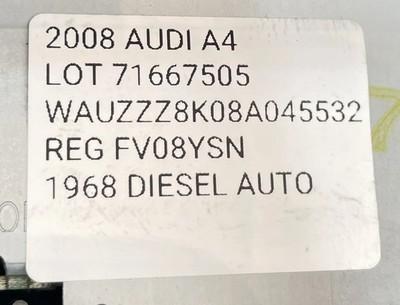 2008 AUDI A4
LOT 71667505
WAUZZZ8K08A045532
REG FV08YSN
1968 DIESEL AUTO